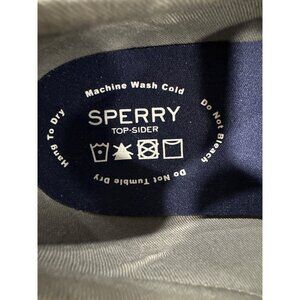 Machine Wash Cold
Do Not Bleach
Do Not Tumble Dry
Hang To Dry
SPERRY
TOP-SIDER